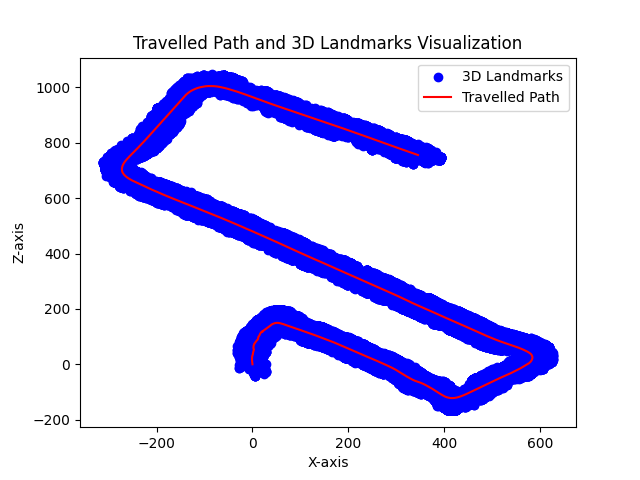 Travelled Path and 3D Landmarks Visualization
3D Landmarks
Travelled Path
1000
800
600
400
200
0
−200
Z-axis
−200
0
200
400
600
X-axis